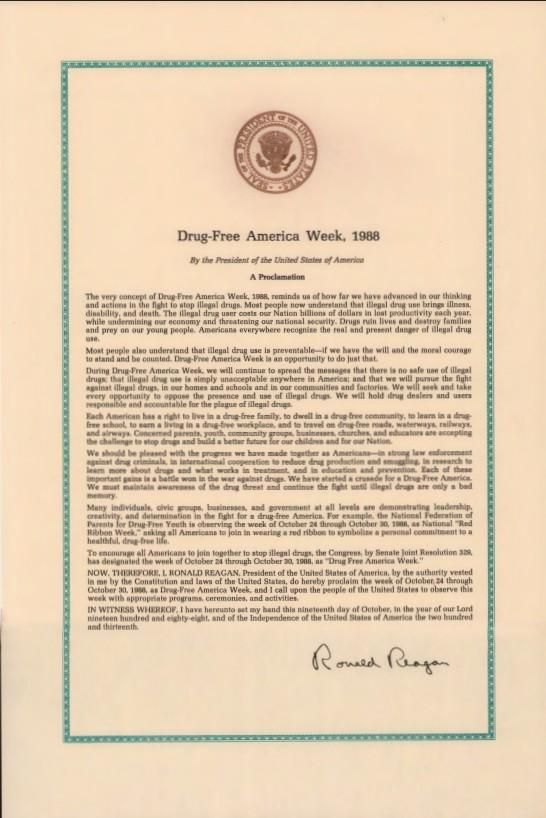 SEAL OF THE PRESIDENT OF THE UNITED STATES
Drug-Free America Week, 1988
By the President of the United States of America
A Proclamation
The very concept of Drug-Free America Week, 1988, reminds us of how far we have advanced in our thinking
and actions in the fight to stop illegal drugs. Most people now understand that illegal drug use brings illness,
disability, and death. The illegal drug user costs our Nation billions of dollars in lost productivity each year,
while undermining our economy and threatening our national security. Drugs ruin lives and destroy families
and prey on our young people. Americans everywhere recognize the real and present danger of illegal drug
use.
Most people also understand that illegal drug use is preventable—if we have the will and the moral courage
to stand and be counted. Drug-Free America Week is an opportunity to do just that.
During Drug-Free America Week, we will continue to spread the messages that there is no safe use of illegal
drugs; that illegal drug use is simply unacceptable anywhere in America; and that we will pursue the fight
against illegal drugs, in our homes and schools and in our communities and factories. We will seek and take
every opportunity to oppose the presence and use of illegal drugs. We will hold drug dealers and users
responsible and accountable for the plague of illegal drugs.
Each American has a right to live in a drug-free family, to dwell in a drug-free community, to learn in a drug-
free school, to earn a living in a drug-free workplace, and to travel on drug-free roads, waterways, railways,
and airways. Concerned parents, youth, community groups, businesses, churches, and educators are accepting
the challenge to stop drugs and build a better future for our children and for our Nation.
We should be pleased with the progress we have made together as Americans—in strong law enforcement
against drug criminals, in international cooperation to reduce drug production and smuggling, in research to
learn more about drugs and what works in treatment, and in education and prevention. Each of these
important gains is a battle won in the war against drugs. We have started a crusade for a Drug-Free America.
We must maintain awareness of the drug threat and continue the fight until illegal drugs are only a bad
memory.
Many individuals, civic groups, businesses, and government at all levels are demonstrating leadership,
creativity, and determination in the fight for a drug-free America. For example, the National Federation of
Parents for Drug-Free Youth is observing the week of October 24 through October 30, 1988, as National "Red
Ribbon Week," asking all Americans to join in wearing a red ribbon to symbolize a personal commitment to a
healthful, drug-free life.
To encourage all Americans to join together to stop illegal drugs, the Congress, by Senate Joint Resolution 329,
has designated the week of October 24 through October 30, 1988, as "Drug Free America Week."
NOW, THEREFORE, I, RONALD REAGAN, President of the United States of America, by the authority vested
in me by the Constitution and laws of the United States, do hereby proclaim the week of October 24 through
October 30, 1988, as Drug-Free America Week, and I call upon the people of the United States to observe this
week with appropriate programs, ceremonies, and activities.
IN WITNESS WHEREOF, I have hereunto set my hand this nineteenth day of October, in the year of our Lord
nineteen hundred and eighty-eight, and of the Independence of the United States of America the two hundred
and thirteenth.
Ronald Reagan